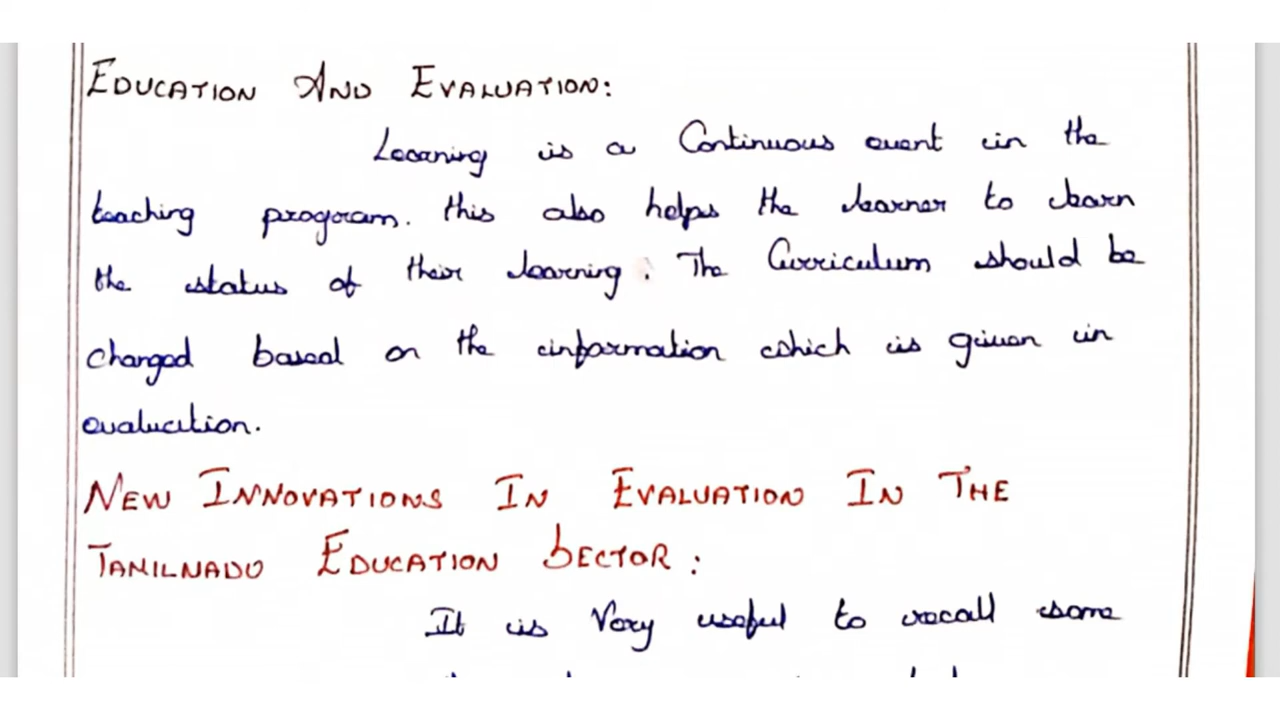 EDUCATION AND EVALUATION:
Learning is a Continuous event in the
teaching program. this also helps the learner to learn
the status of their learning. The Curriculum should be
changed based on the information which is given in
evaluation.
NEW INNOVATIONS IN EVALUATION IN THE
TAMILNADU EDUCATION SECTOR:
It is Very useful to recall some